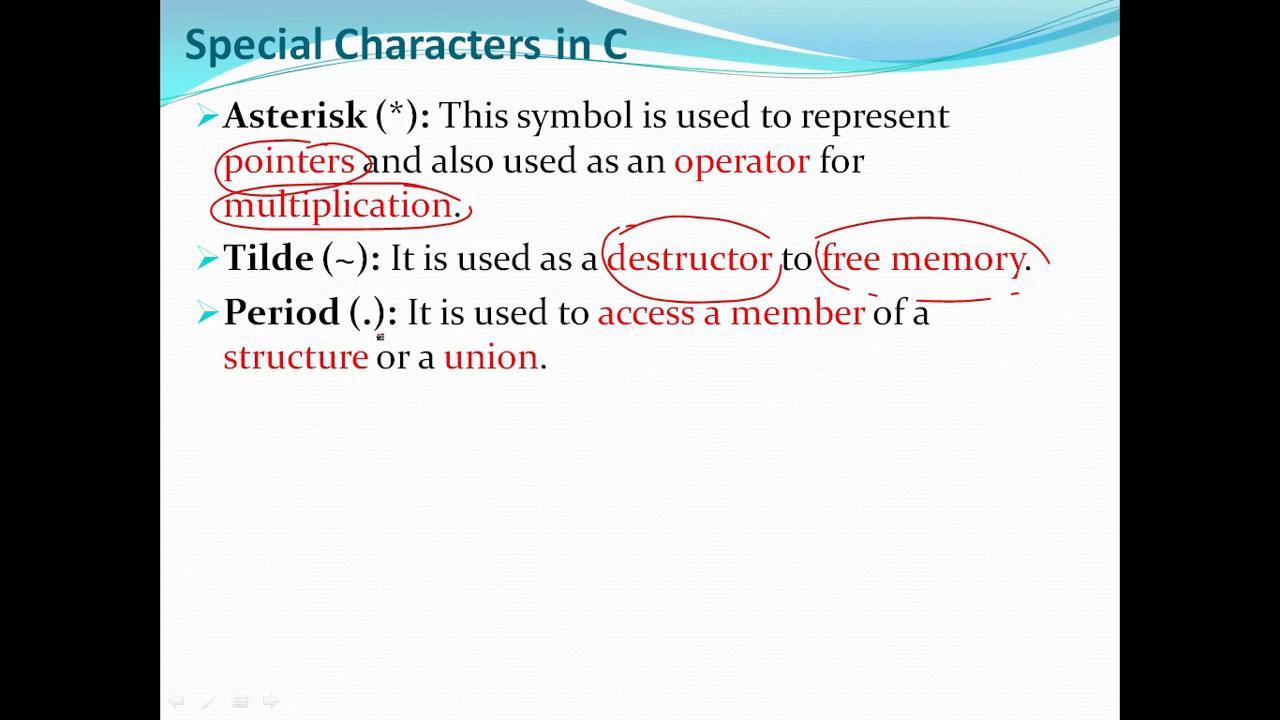 Special Characters in C
Asterisk (*): This symbol is used to represent
pointers and also used as an operator for
multiplication.
Tilde (~): It is used as a destructor to free memory.
Period (.): It is used to access a member of a
structure or a union.